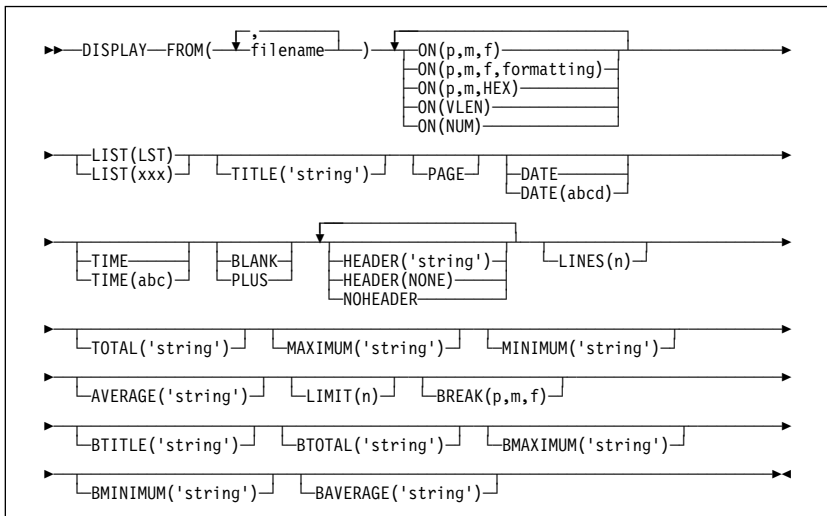 ,
DISPLAY FROM( filename ) ON(p,m,f)
ON(p,m,f,formatting)
ON(p,m,HEX)
ON(VLEN)
ON(NUM)
LIST(LST) TITLE('string') PAGE DATE
LIST(xxx) DATE(abcd)
TIME BLANK HEADER('string') LINES(n)
TIME(abc) PLUS HEADER(NONE)
NOHEADER
TOTAL('string') MAXIMUM('string') MINIMUM('string')
AVERAGE('string') LIMIT(n) BREAK(p,m,f)
BTITLE('string') BTOTAL('string') BMAXIMUM('string')
BMINIMUM('string') BAVERAGE('string')